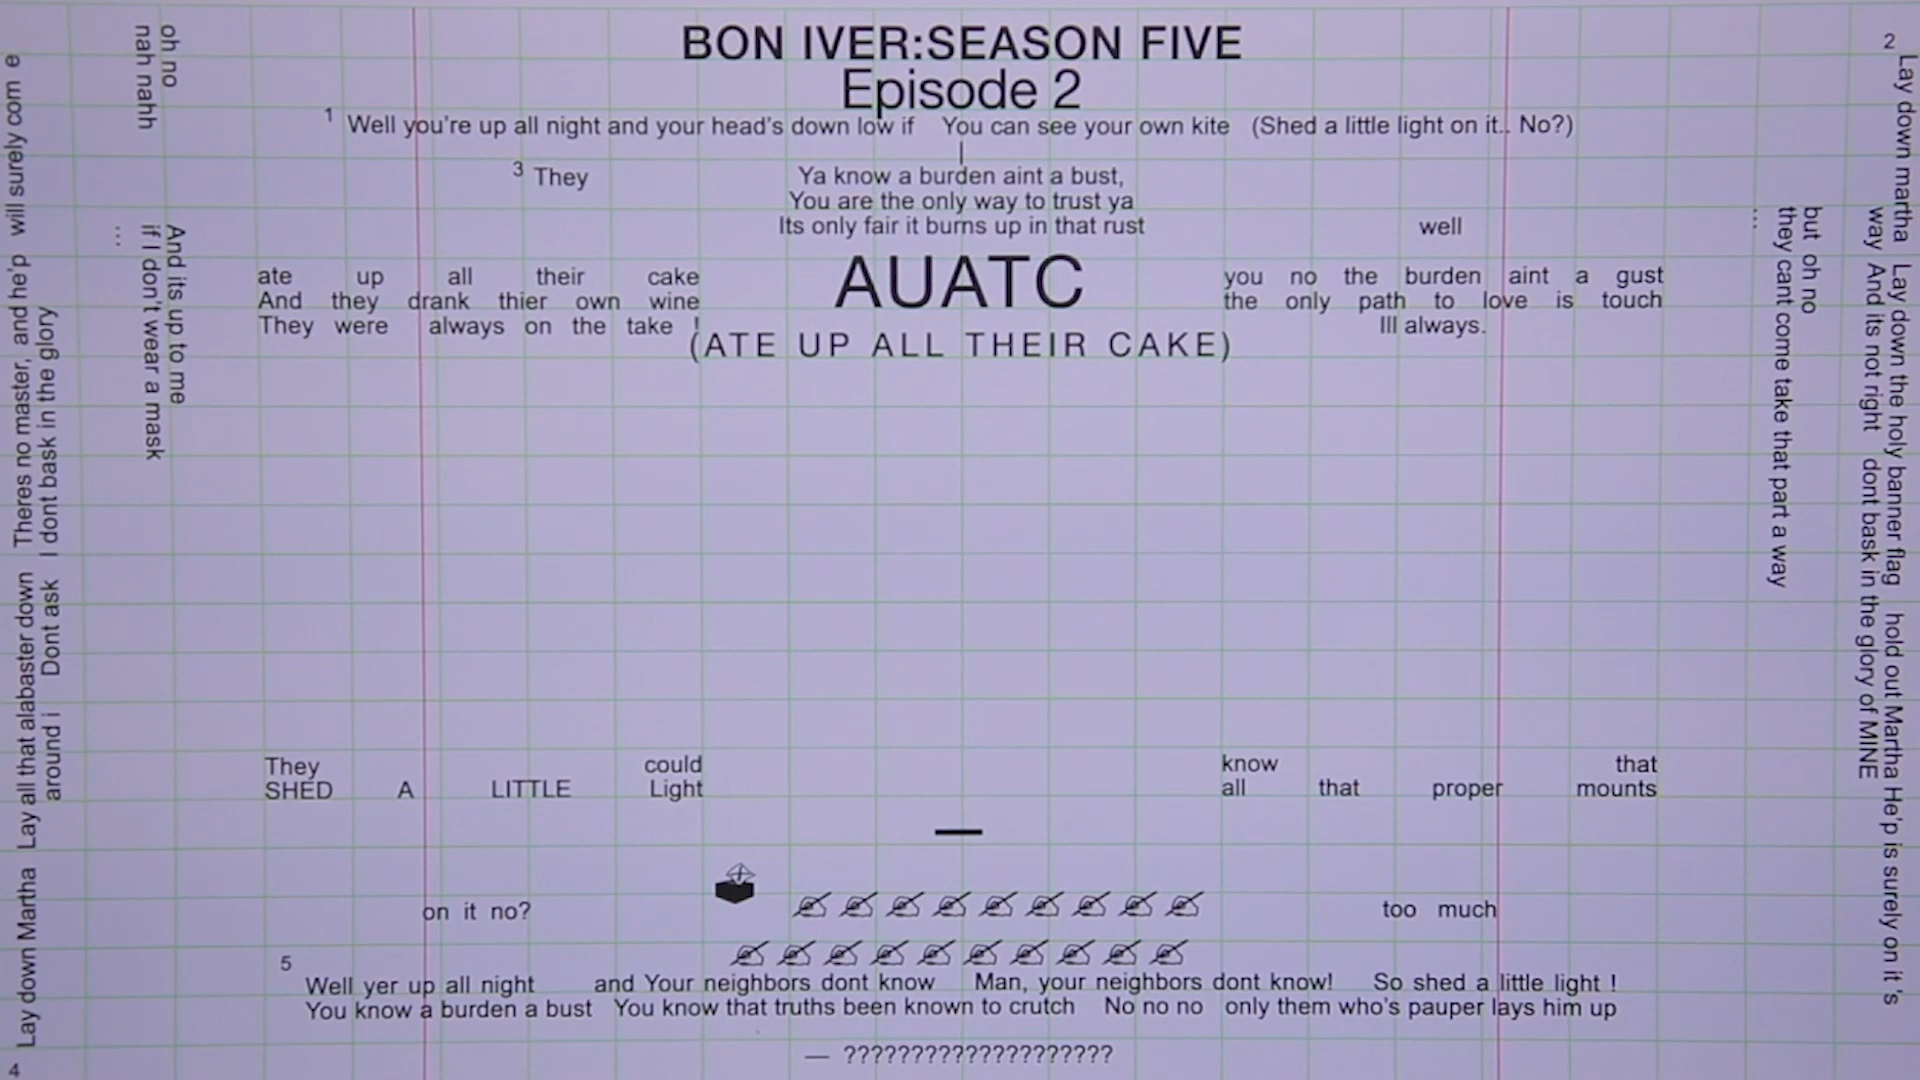 BON IVER:SEASON FIVE
Episode 2
1 Well you're up all night and your head's down low if You can see your own kite (Shed a little light on it.. No?)
Ya know a burden aint a bust,
You are the only way to trust ya
Its only fair it burns up in that rust
AUATC
(ATE UP ALL THEIR CAKE)
2 Lay down martha Lay down the holy banner flag hold out Martha He'p is surely on it 's
way And its not right dont bask in the glory of MINE
but oh no
they cant come take that part a way
...
3 They
ate up all their cake
And they drank thier own wine
They were always on the take !
well
you no the burden aint a gust
the only path to love is touch
Ill always.
oh no
nah nahh
And its up to me
if I don't wear a mask
...
4 Lay down Martha Lay all that alabaster down Theres no master, and he'p will surely com e
around i Dont ask I dont bask in the glory
They could
SHED A LITTLE Light
on it no?
know that
all that proper mounts
too much
5
Well yer up all night and Your neighbors dont know Man, your neighbors dont know! So shed a little light !
You know a burden a bust You know that truths been known to crutch No no no only them who's pauper lays him up
— ????????????????????